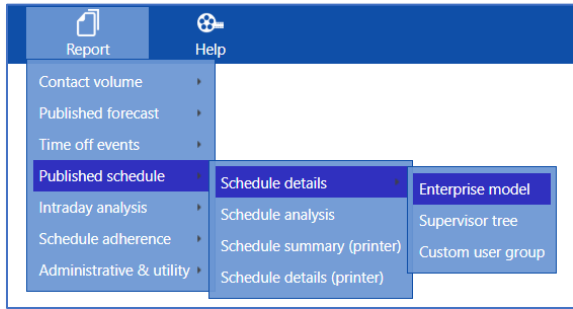 Report
Help
Contact volume
Published forecast
Time off events
Published schedule
Intraday analysis
Schedule adherence
Administrative & utility
Schedule details
Schedule analysis
Schedule summary (printer)
Schedule details (printer)
Enterprise model
Supervisor tree
Custom user group